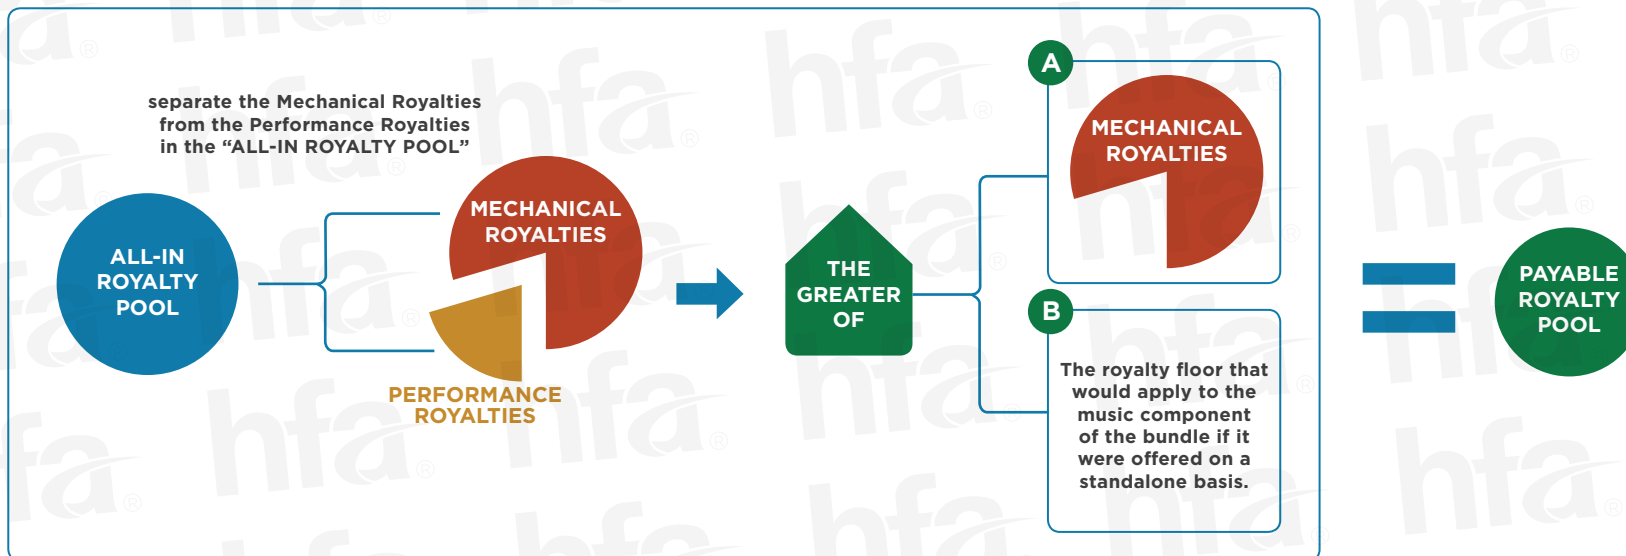 separate the Mechanical Royalties
from the Performance Royalties
in the “ALL-IN ROYALTY POOL”
ALL-IN
ROYALTY
POOL
MECHANICAL
ROYALTIES
PERFORMANCE
ROYALTIES
THE
GREATER
OF
A
MECHANICAL
ROYALTIES
B
The royalty floor that
would apply to the
music component
of the bundle if it
were offered on a
standalone basis.
PAYABLE
ROYALTY
POOL
hfa®